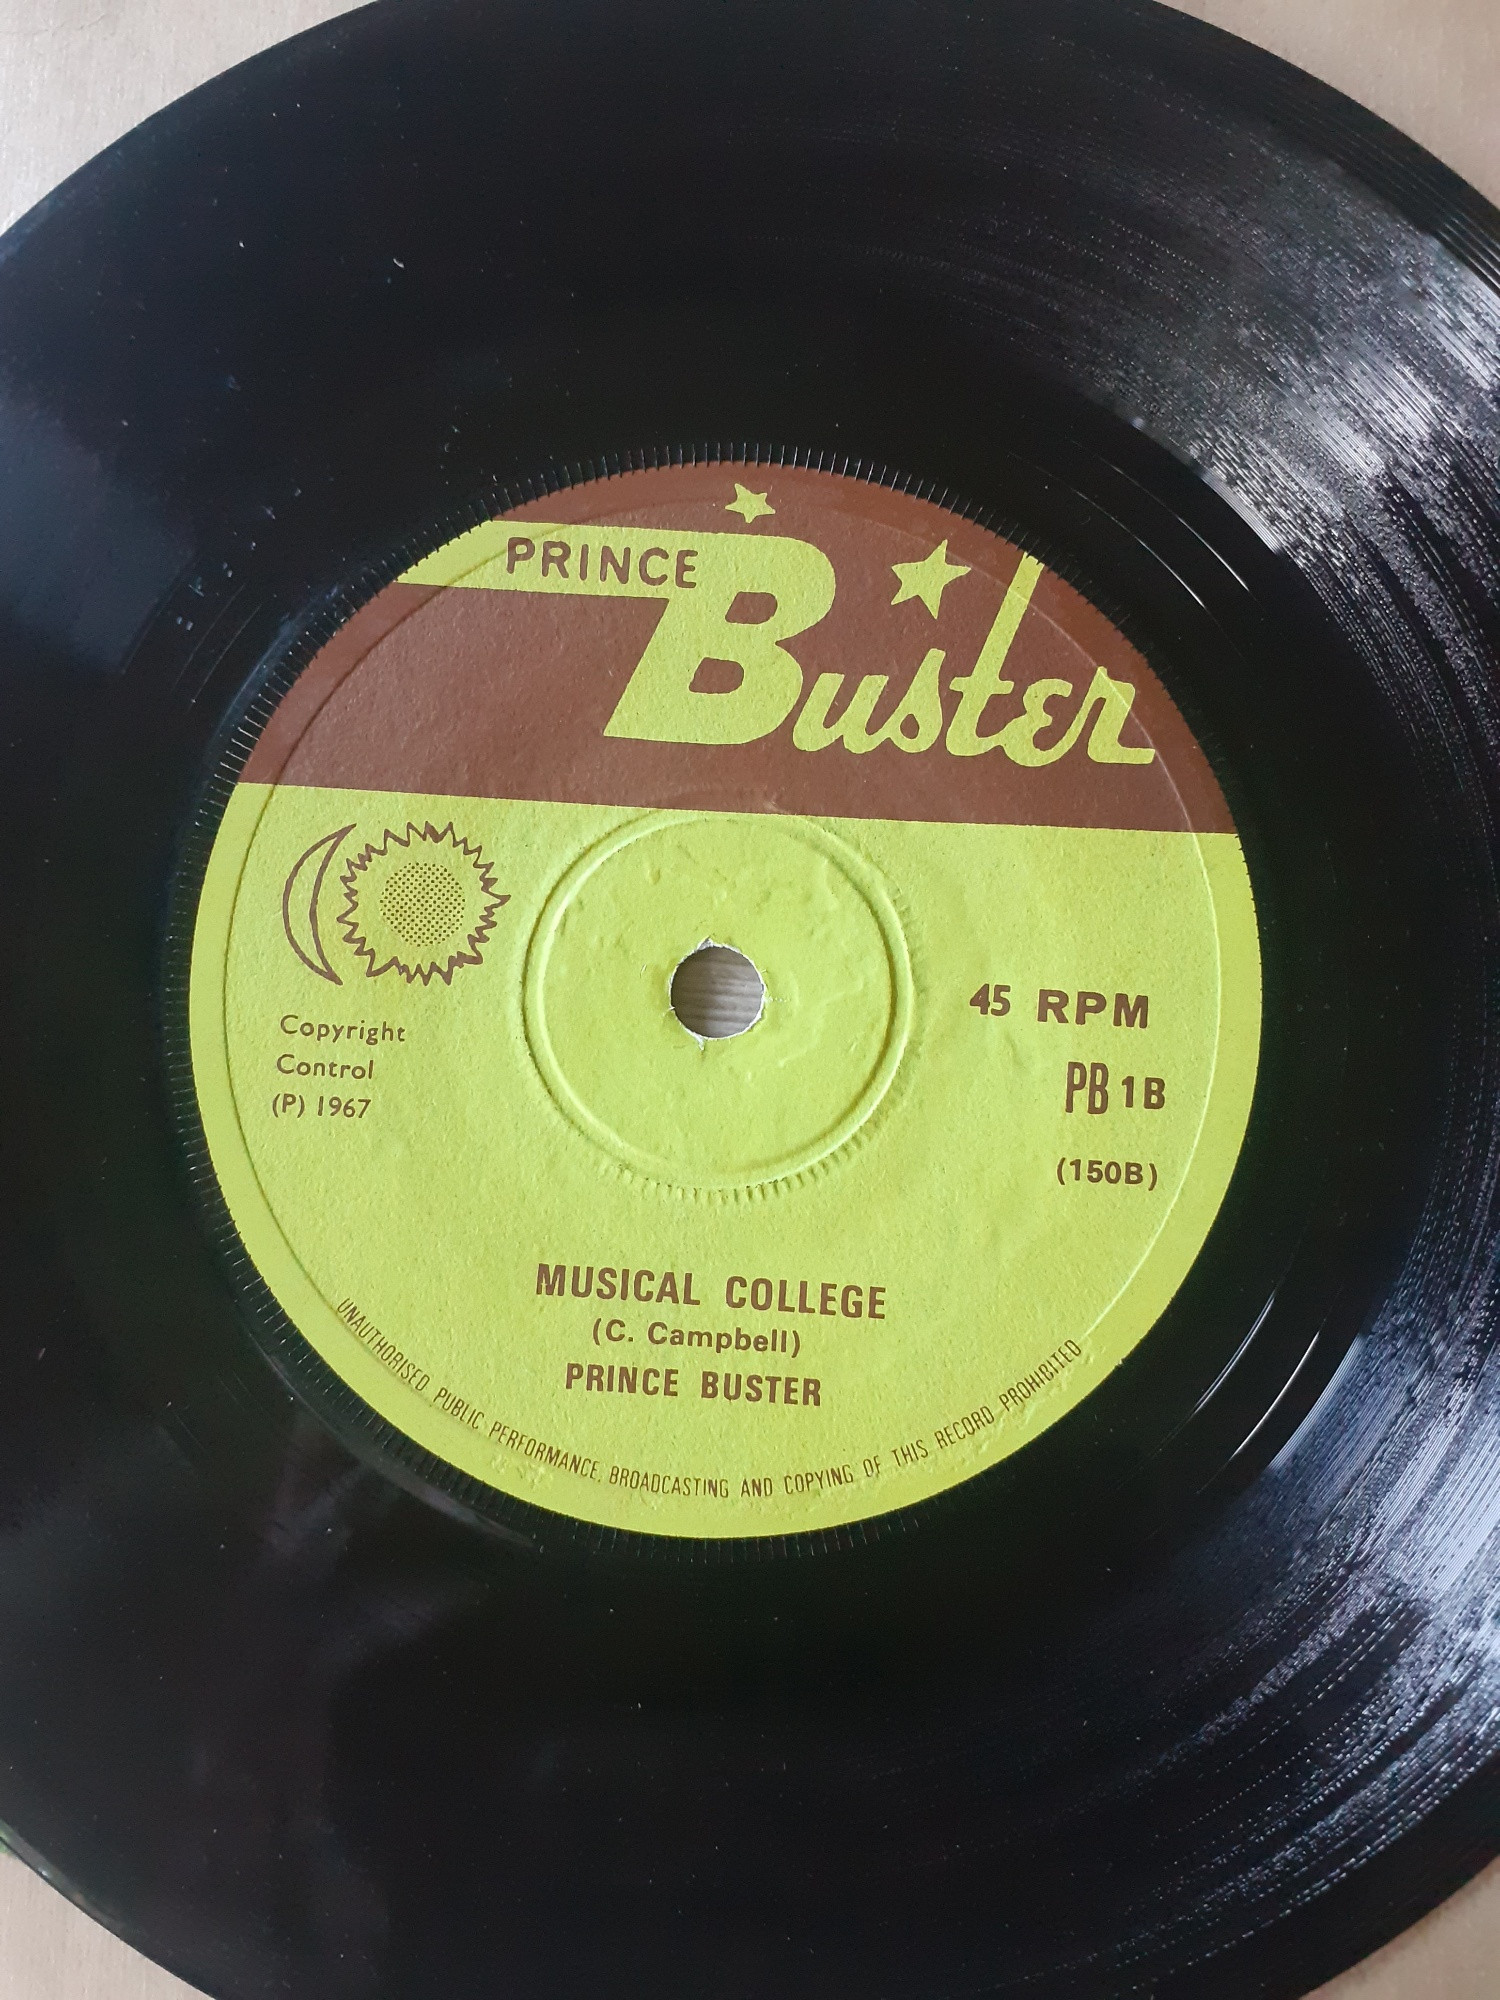 PRINCE
Buster
45 RPM
Copyright
Control
(P) 1967
PB 1B
(150B)
MUSICAL COLLEGE
(C. Campbell)
PRINCE BUSTER
UNAUTHORISED PUBLIC PERFORMANCE, BROADCASTING AND COPYING OF THIS RECORD PROHIBITED